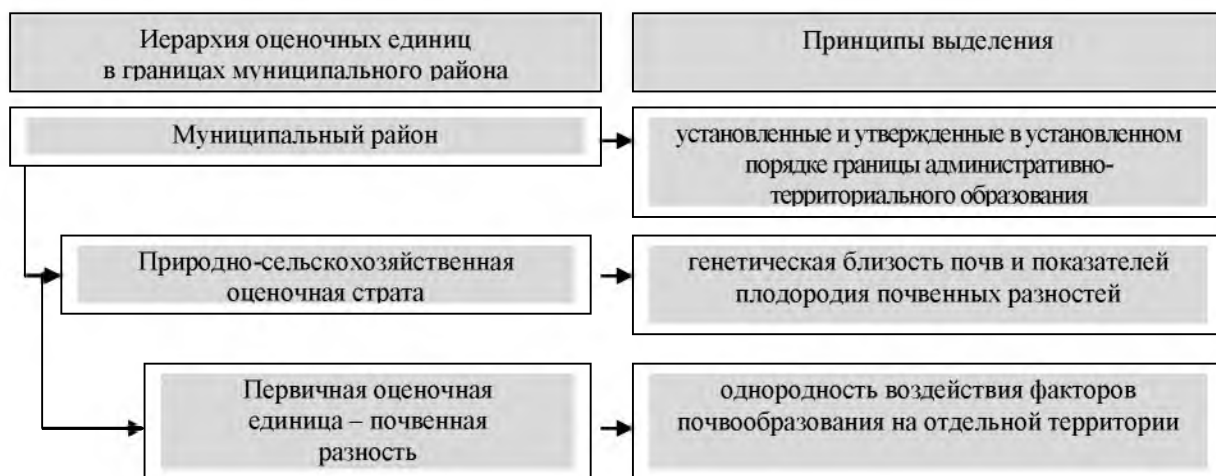 Иерархия оценочных единиц
в границах муниципального района
Принципы выделения
Муниципальный район
установленные и утвержденные в установленном
порядке границы административно-
территориального образования
Природно-сельскохозяйственная
оценочная страта
генетическая близость почв и показателей
плодородия почвенных разностей
Первичная оценочная
единица – почвенная
разность
однородность воздействия факторов
почвообразования на отдельной территории